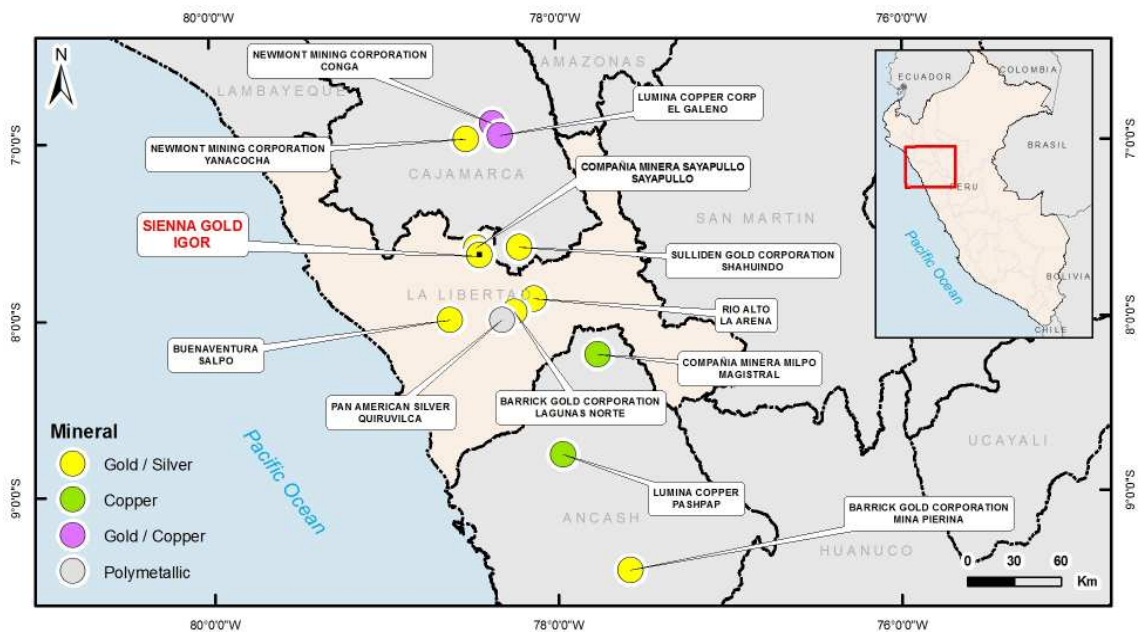 80°0'0"W
78°0'0"W
76°0'0"W
N
NEWMONT MINING CORPORATION
CONGA
AMAZONAS
LAMBAYEQUE
LUMINA COPPER CORP
EL GALENO
ECUADOR
COLOMBIA
BRASIL
PERU
Pacific Ocean
BOLIVIA
CHILE
7°0'0"S
7°0'0"S
NEWMONT MINING CORPORATION
YANACOCHA
CAJAMARCA
COMPAÑIA MINERA SAYAPULLO
SAYAPULLO
SAN MARTIN
SIENNA GOLD
IGOR
SULLIDEN GOLD CORPORATION
SHAHUINDO
LA LIBERTAD
RIO ALTO
LA ARENA
8°0'0"S
8°0'0"S
BUENAVENTURA
SALPO
COMPAÑIA MINERA MILPO
MAGISTRAL
PAN AMERICAN SILVER
QUIRUVILCA
BARRICK GOLD CORPORATION
LAGUNAS NORTE
Mineral
Gold / Silver
Copper
Gold / Copper
Polymetallic
Pacific Ocean
UCAYALI
LUMINA COPPER
PASHPAP
9°0'0"S
9°0'0"S
ANCASH
BARRICK GOLD CORPORATION
MINA PIERINA
HUANUCO
0 30 60
Km
80°0'0"W
78°0'0"W
76°0'0"W